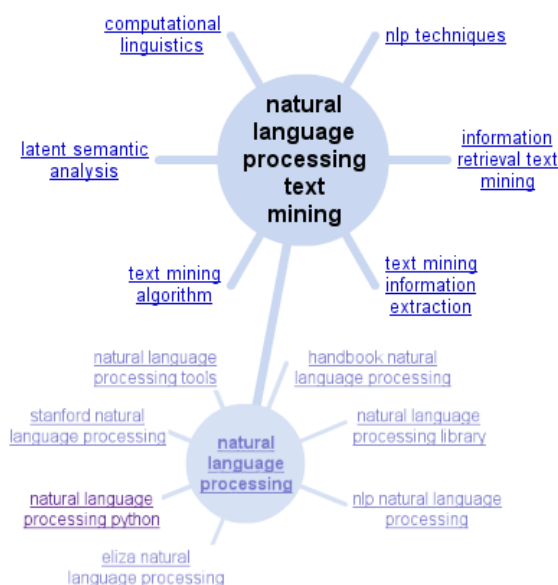 computational
linguistics
nlp techniques
natural
language
processing
text
mining
latent semantic
analysis
information
retrieval text
mining
text mining
algorithm
text mining
information
extraction
natural language
processing tools
handbook natural
language processing
stanford natural
language processing
natural language
processing library
natural
language
processing
natural language
processing python
nlp natural language
processing
eliza natural
language processing